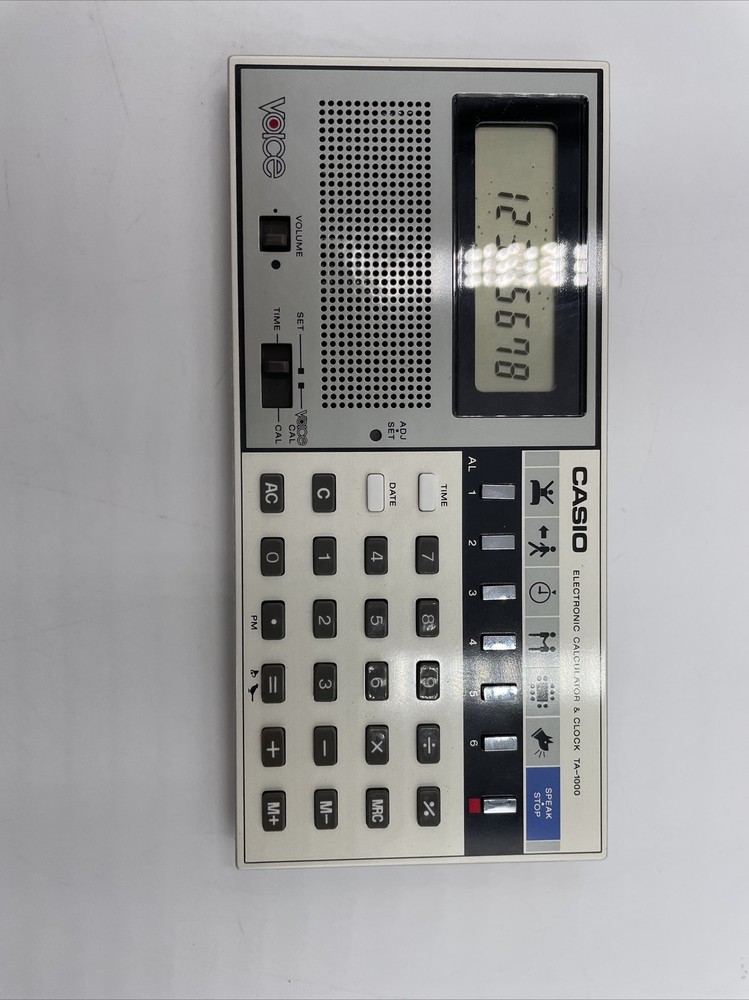 CASIO ELECTRONIC CALCULATOR & CLOCK TA-1000
SPEAK
STOP
12345678
AL 1 2 3 4 5 6
TIME
7 8 9 ÷ %
ADJ
SET
DATE
4 5 6 × MRC
C 1 2 3 − M−
AC 0 • = + M+
PM
VOICE
VOLUME
SET
VOICE
CAL
TIME
CAL